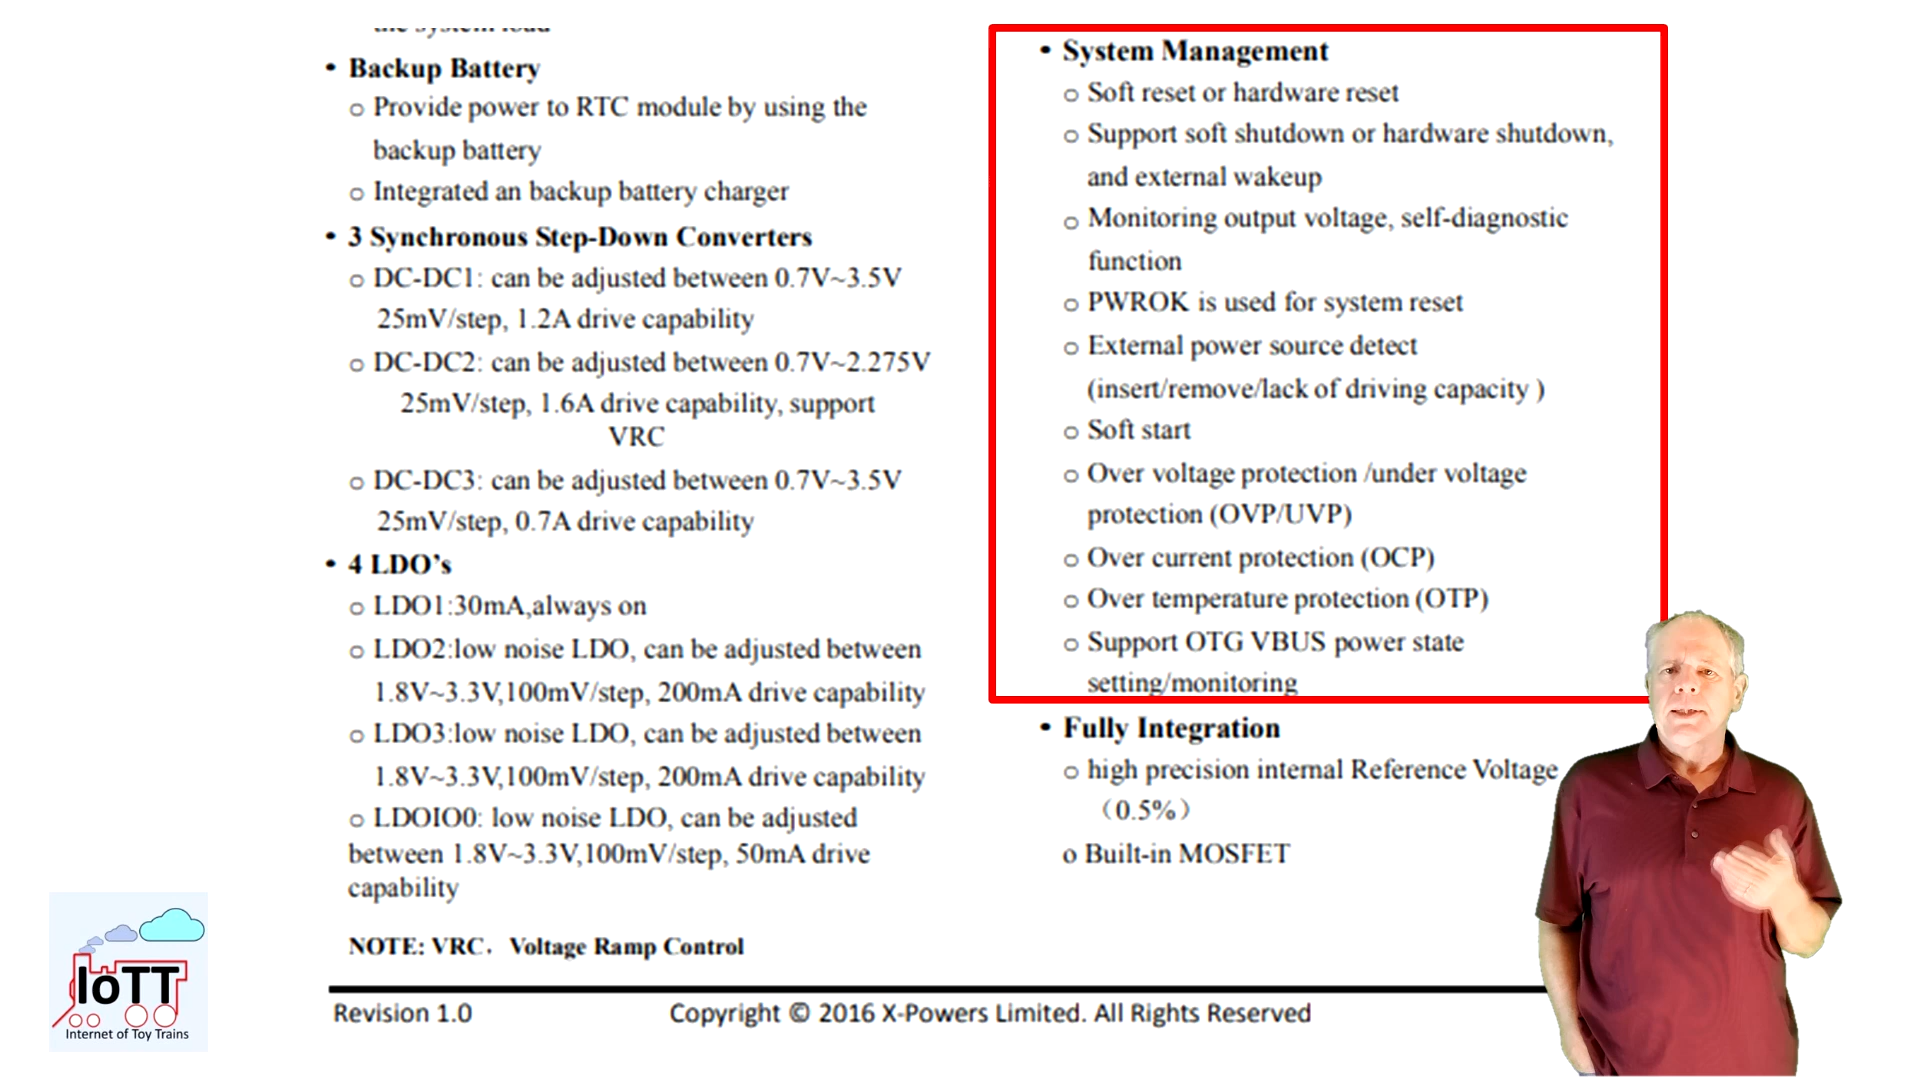 • Backup Battery
o Provide power to RTC module by using the
backup battery
o Integrated an backup battery charger
• 3 Synchronous Step-Down Converters
o DC-DC1: can be adjusted between 0.7V~3.5V
25mV/step, 1.2A drive capability
o DC-DC2: can be adjusted between 0.7V~2.275V
25mV/step, 1.6A drive capability, support
VRC
o DC-DC3: can be adjusted between 0.7V~3.5V
25mV/step, 0.7A drive capability
• 4 LDO’s
o LDO1:30mA,always on
o LDO2:low noise LDO, can be adjusted between
1.8V~3.3V,100mV/step, 200mA drive capability
o LDO3:low noise LDO, can be adjusted between
1.8V~3.3V,100mV/step, 200mA drive capability
o LDOIO0: low noise LDO, can be adjusted
between 1.8V~3.3V,100mV/step, 50mA drive
capability
NOTE: VRC. Voltage Ramp Control
• System Management
o Soft reset or hardware reset
o Support soft shutdown or hardware shutdown,
and external wakeup
o Monitoring output voltage, self-diagnostic
function
o PWROK is used for system reset
o External power source detect
(insert/remove/lack of driving capacity )
o Soft start
o Over voltage protection /under voltage
protection (OVP/UVP)
o Over current protection (OCP)
o Over temperature protection (OTP)
o Support OTG VBUS power state
setting/monitoring
• Fully Integration
o high precision internal Reference Voltage
（0.5%）
o Built-in MOSFET
Revision 1.0
Copyright © 2016 X-Powers Limited. All Rights Reserved
IoTT
Internet of Toy Trains